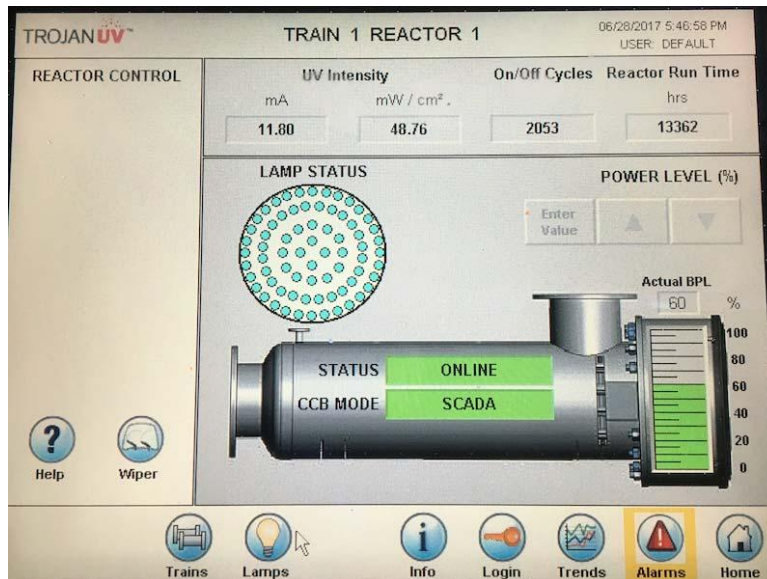 TROJANUV™
TRAIN 1 REACTOR 1
06/28/2017 5:46:58 PM
USER: DEFAULT
REACTOR CONTROL
UV Intensity
On/Off Cycles
Reactor Run Time
mA
mW / cm².
hrs
11.80
48.76
2053
13362
LAMP STATUS
POWER LEVEL (%)
Enter
Value
Actual BPL
60
%
100
80
60
40
20
0
STATUS
ONLINE
CCB MODE
SCADA
?
Help
Wiper
Trains
Lamps
i
Info
Login
Trends
!
Alarms
Home